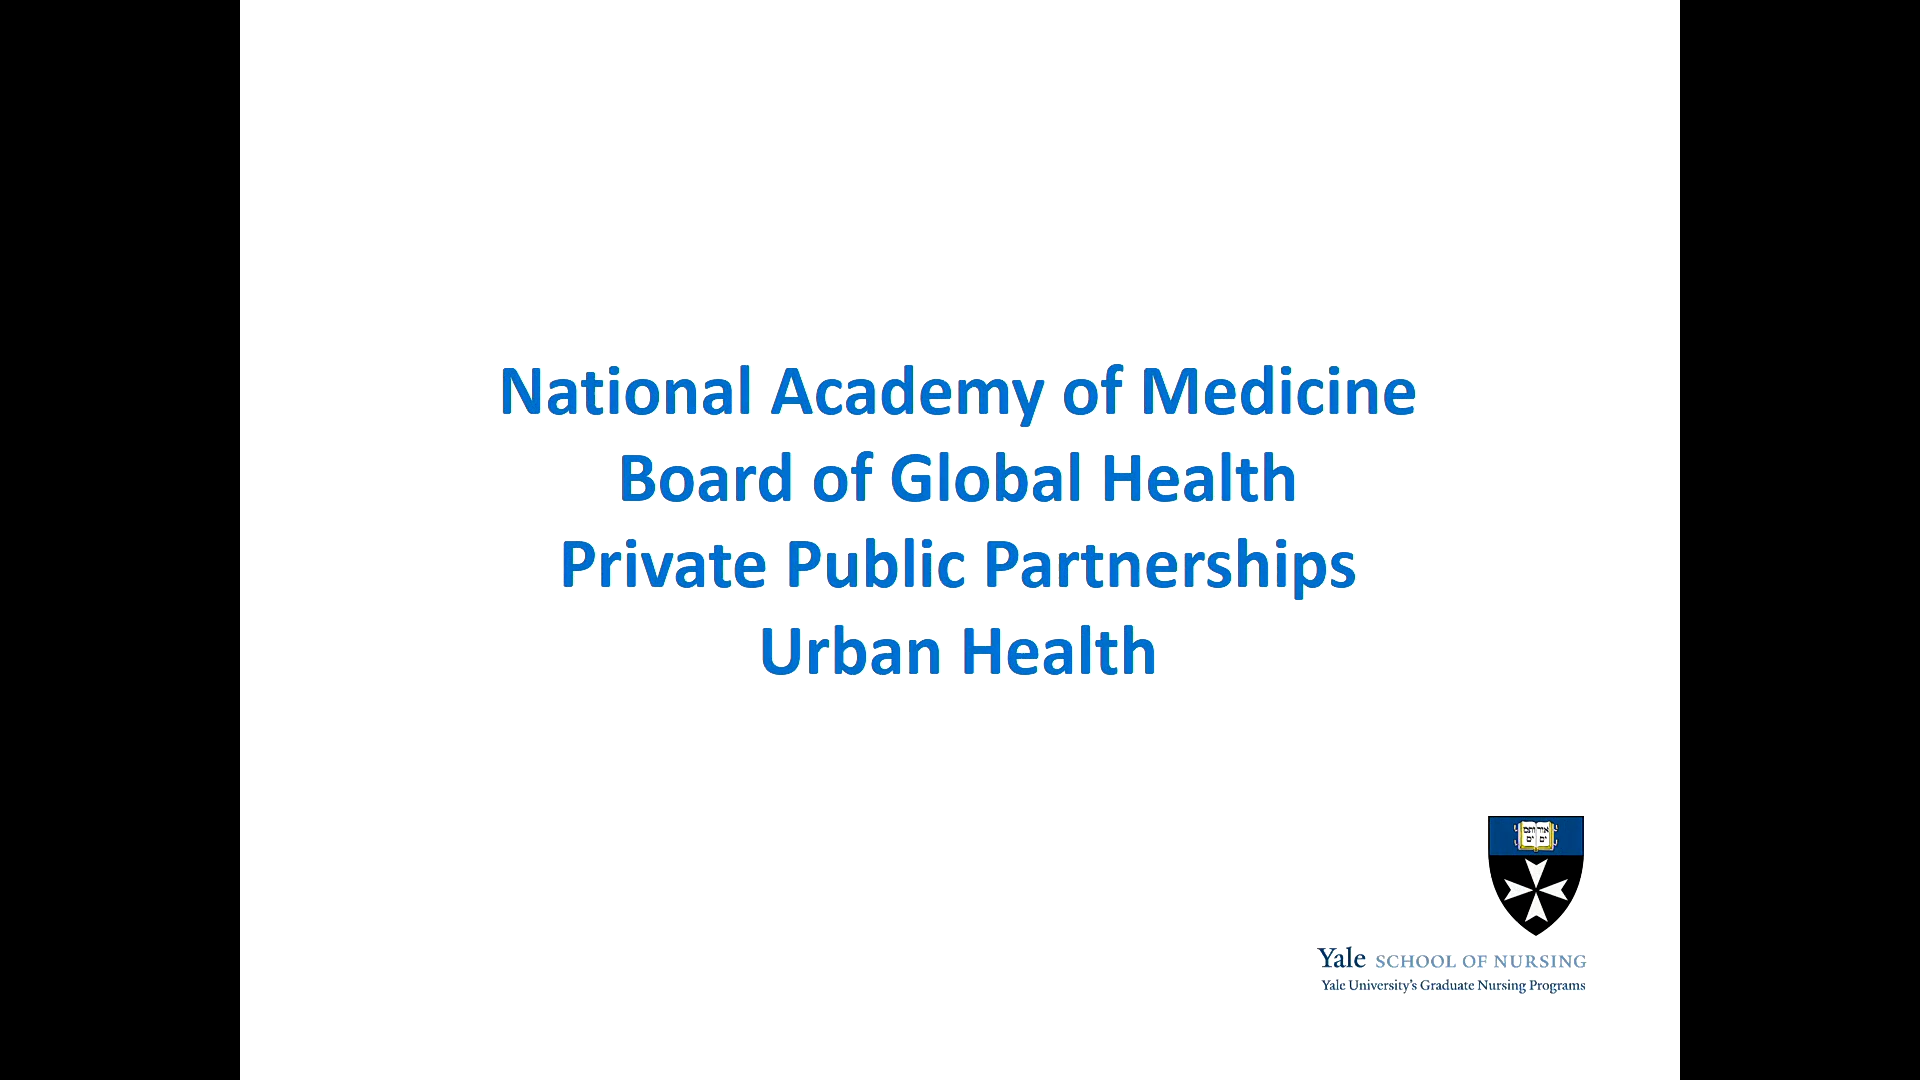 National Academy of Medicine
Board of Global Health
Private Public Partnerships
Urban Health
Yale SCHOOL OF NURSING
Yale University's Graduate Nursing Programs